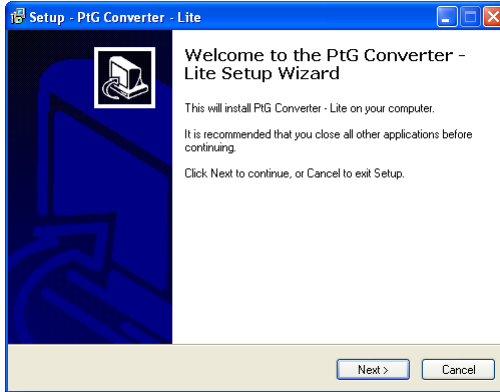 Setup - PtG Converter - Lite
Welcome to the PtG Converter -
Lite Setup Wizard
This will install PtG Converter - Lite on your computer.
It is recommended that you close all other applications before
continuing.
Click Next to continue, or Cancel to exit Setup.
Next >
Cancel